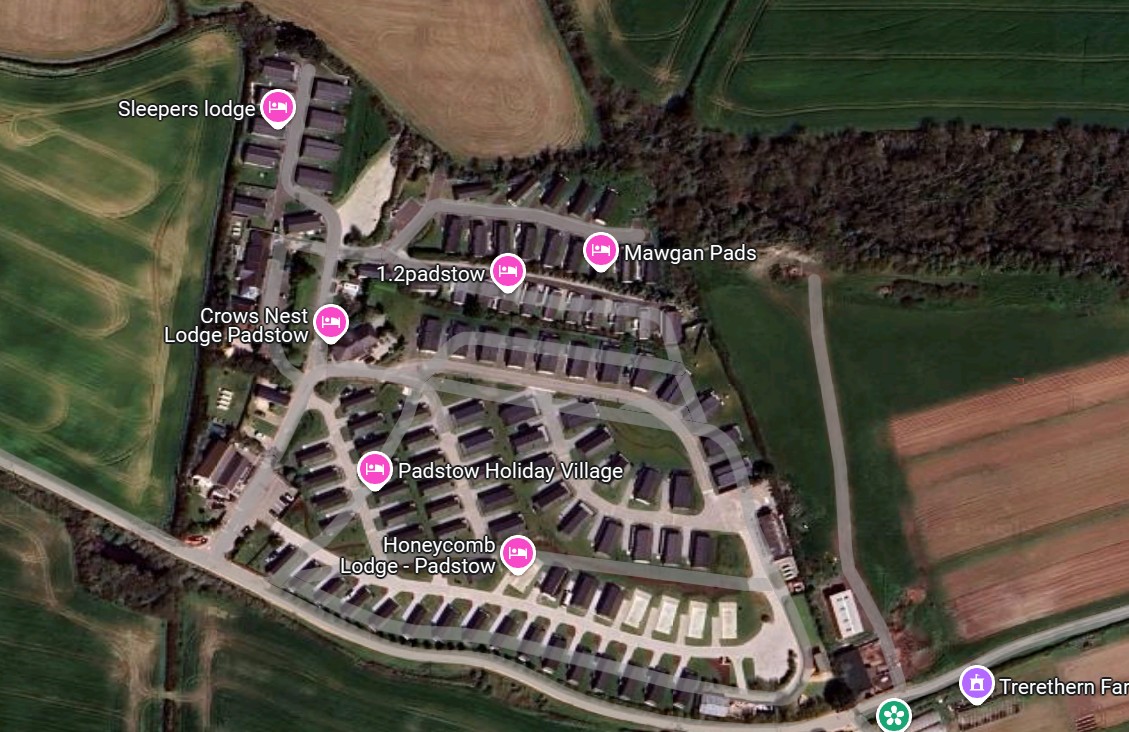 Sleepers lodge
Mawgan Pads
1.2padstow
Crows Nest
Lodge Padstow
Padstow Holiday Village
Honeycomb
Lodge - Padstow
Trerethern Far